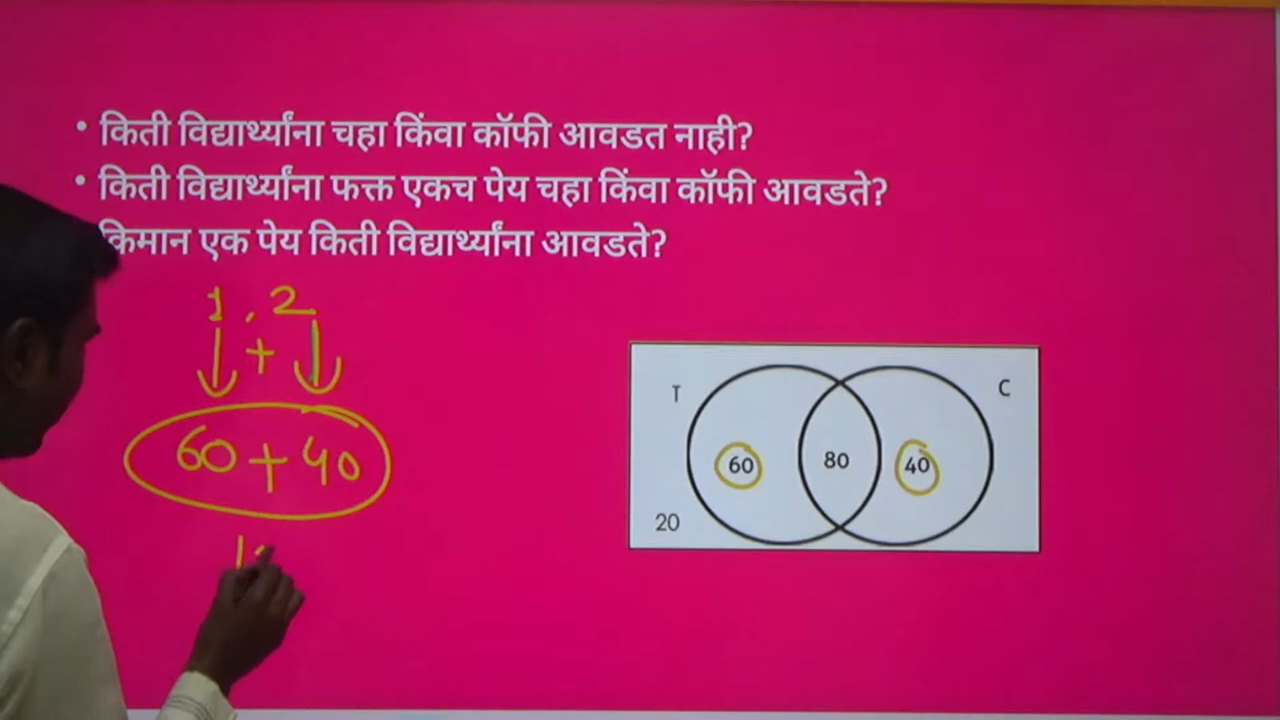 • किती विद्यार्थ्यांना चहा किंवा कॉफी आवडत नाही?
• किती विद्यार्थ्यांना फक्त एकच पेय चहा किंवा कॉफी आवडते?
किमान एक पेय किती विद्यार्थ्यांना आवडते?
1, 2
+
60 + 40
T
C
60
80
40
20